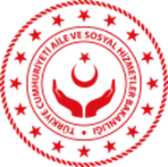 TÜRKİYE CUMHURİYETİ AİLE VE SOSYAL HİZMETLER BAKANLIĞI